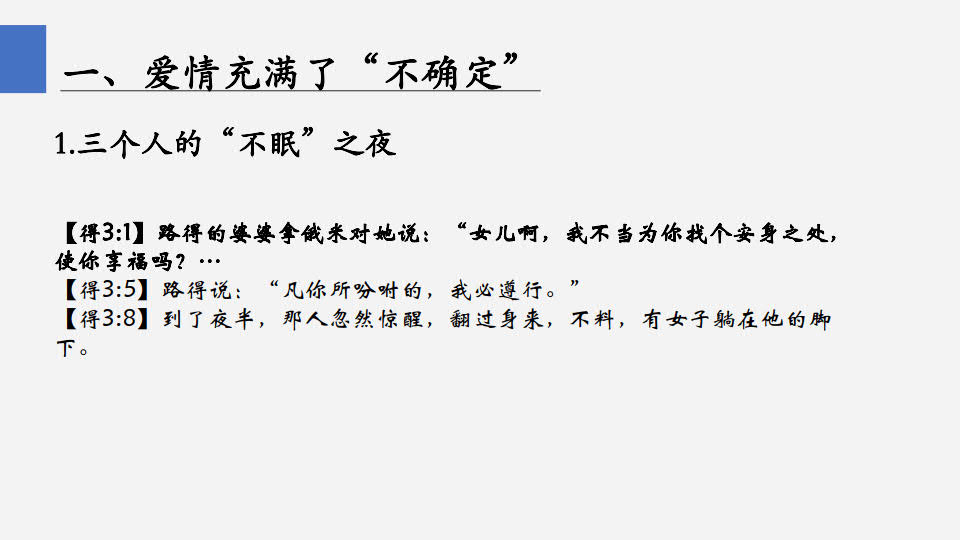 一、爱情充满了“不确定”
1.三个人的“不眠”之夜
【得3:1】路得的婆婆拿俄米对她说：“女儿啊，我不当为你找个安身之处，
使你享福吗？…
【得3:5】路得说：“凡你所吩咐的，我必遵行。”
【得3:8】到了夜半，那人忽然惊醒，翻过身来，不料，有女子躺在他的脚
下。